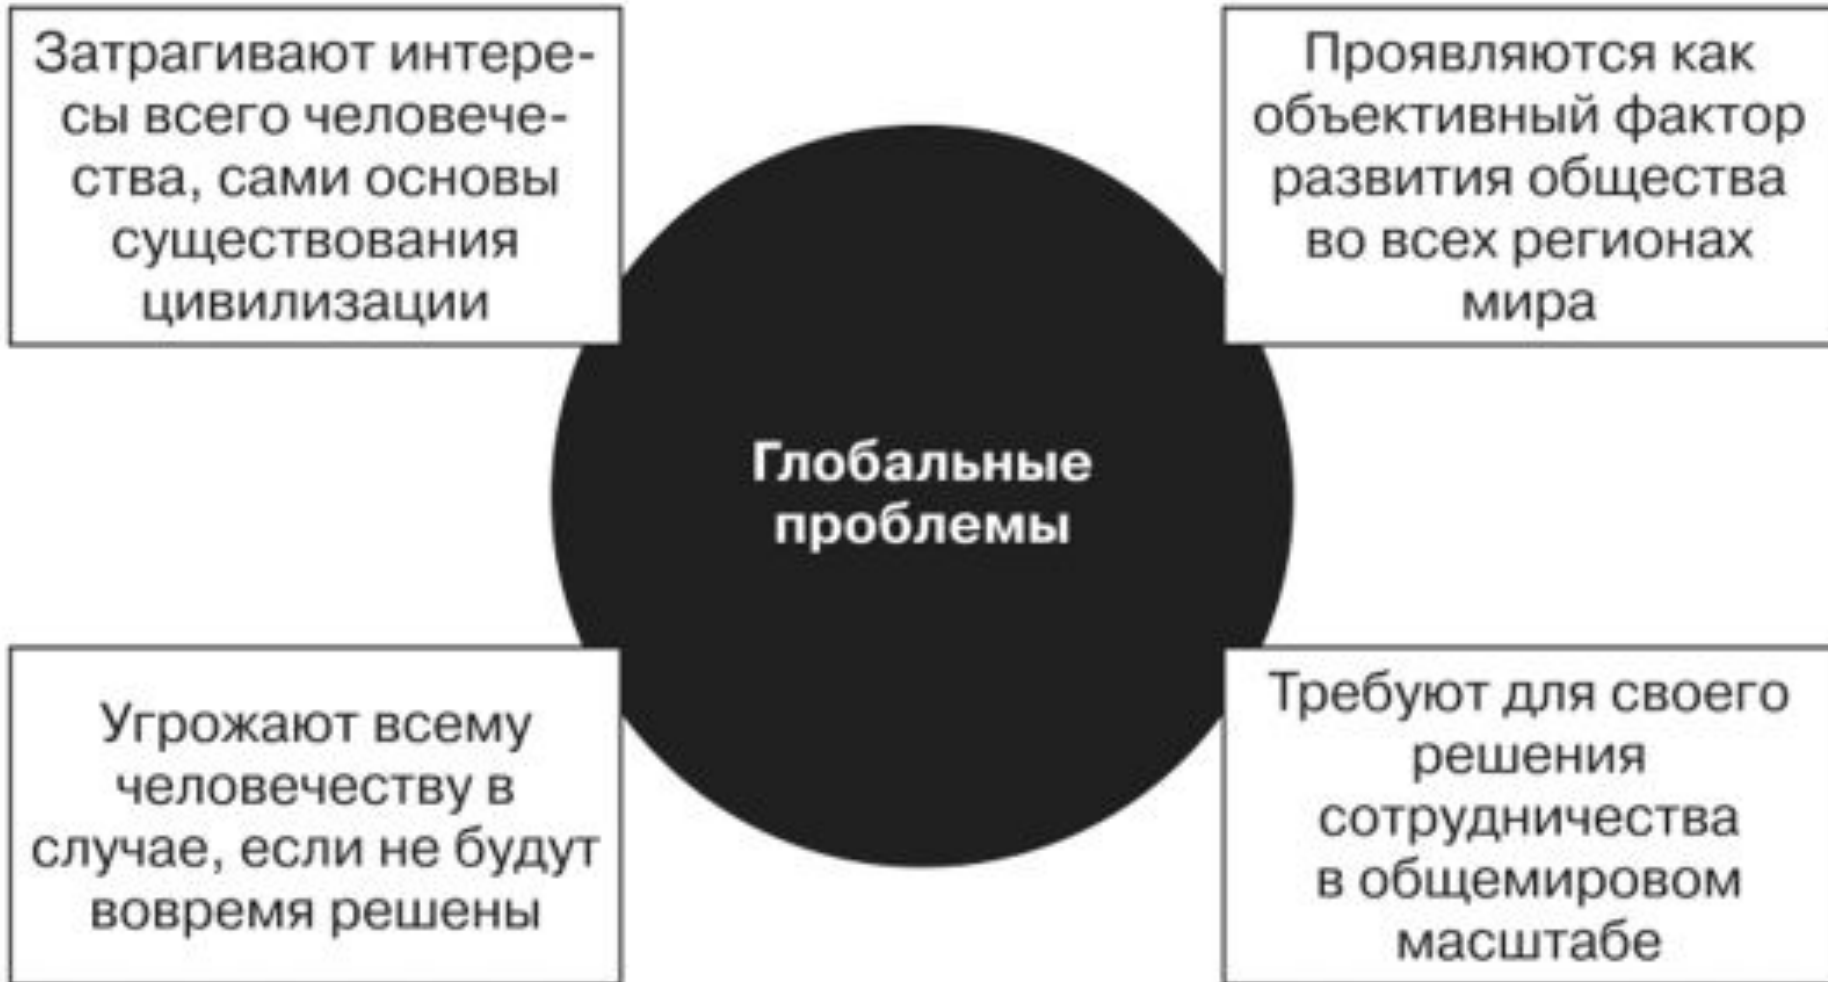 Затрагивают интере-
сы всего человече-
ства, сами основы
существования
цивилизации
Проявляются как
объективный фактор
развития общества
во всех регионах
мира
Глобальные
проблемы
Угрожают всему
человечеству в
случае, если не будут
вовремя решены
Требуют для своего
решения
сотрудничества
в общемировом
масштабе